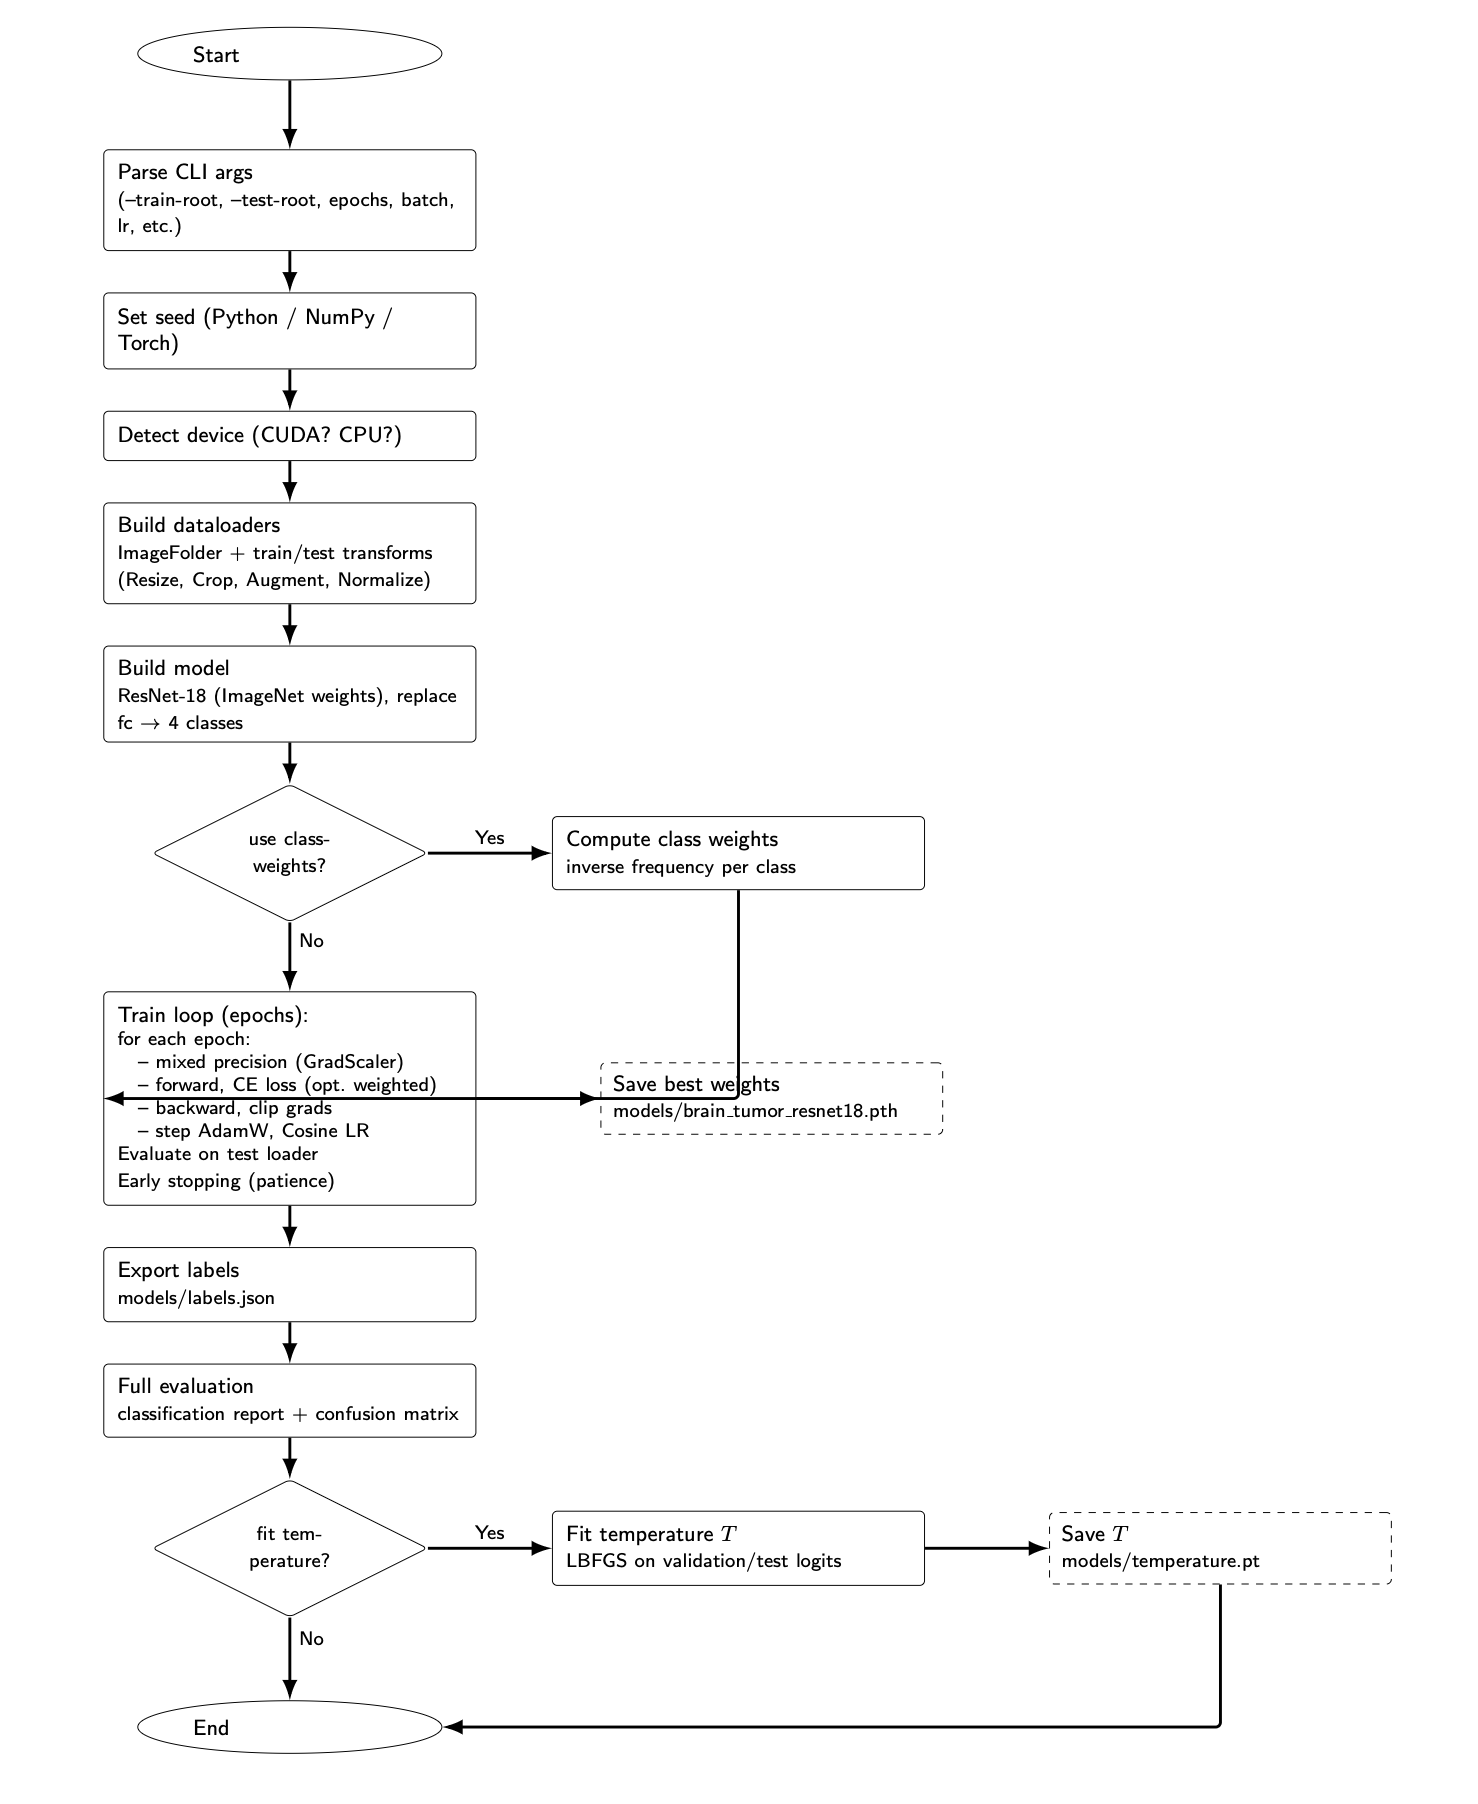 Start
Parse CLI args
(–train-root, –test-root, epochs, batch,
lr, etc.)
Set seed (Python / NumPy /
Torch)
Detect device (CUDA? CPU?)
Build dataloaders
ImageFolder + train/test transforms
(Resize, Crop, Augment, Normalize)
Build model
ResNet-18 (ImageNet weights), replace
fc → 4 classes
use class-
weights?
Yes
Compute class weights
inverse frequency per class
No
Train loop (epochs):
for each epoch:
– mixed precision (GradScaler)
– forward, CE loss (opt. weighted)
– backward, clip grads
– step AdamW, Cosine LR
Evaluate on test loader
Early stopping (patience)
Save best weights
models/brain_tumor_resnet18.pth
Export labels
models/labels.json
Full evaluation
classification report + confusion matrix
fit tem-
perature?
Yes
Fit temperature T
LBFGS on validation/test logits
Save T
models/temperature.pt
No
End